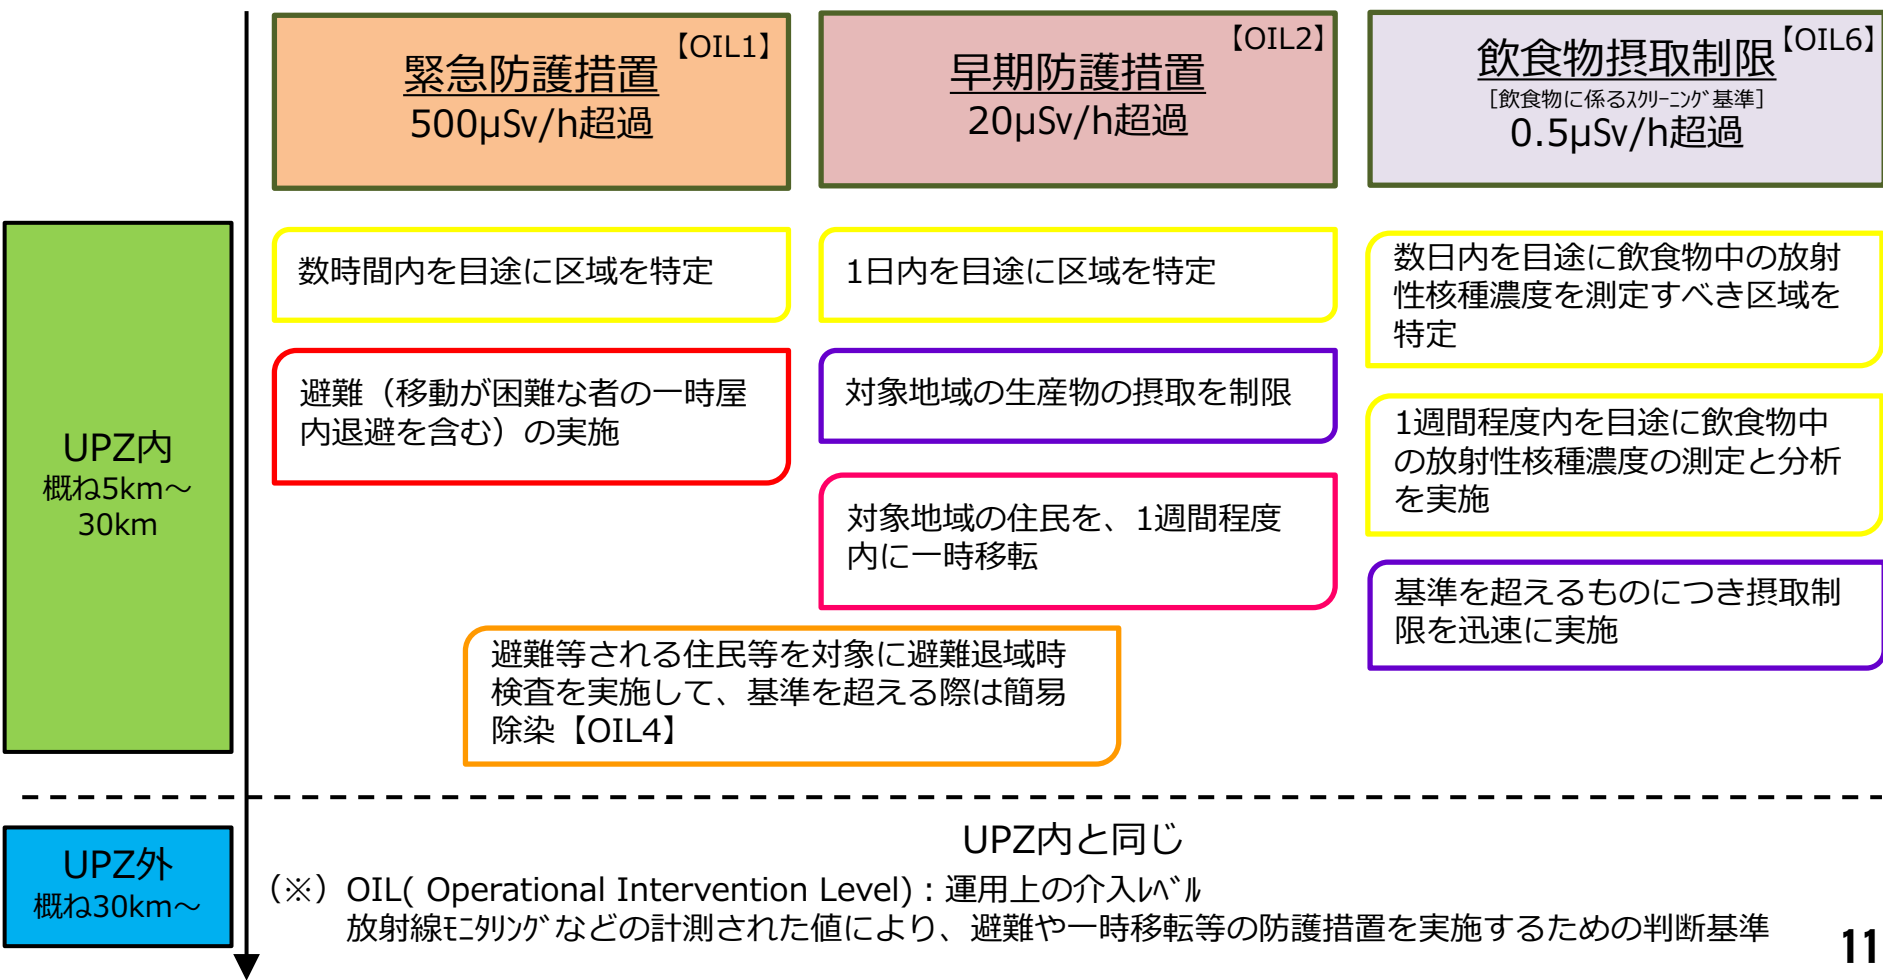 緊急防護措置
【OIL1】
500μSv/h超過
早期防護措置
【OIL2】
20μSv/h超過
飲食物摂取制限
【OIL6】
[飲食物に係るｽｸﾘｰﾆﾝｸﾞ基準]
0.5μSv/h超過
UPZ内
概ね5km～
30km
数時間内を目途に区域を特定
避難（移動が困難な者の一時屋
内退避を含む）の実施
1日内を目途に区域を特定
対象地域の生産物の摂取を制限
対象地域の住民を、1週間程度
内に一時移転
避難等される住民等を対象に避難退域時
検査を実施して、基準を超える際は簡易
除染【OIL4】
数日内を目途に飲食物中の放射
性核種濃度を測定すべき区域を
特定
1週間程度内を目途に飲食物中
の放射性核種濃度の測定と分析
を実施
基準を超えるものにつき摂取制
限を迅速に実施
UPZ外
概ね30km～
UPZ内と同じ
（※）OIL( Operational Intervention Level)：運用上の介入ﾚﾍﾞﾙ
放射線ﾓﾆﾀﾘﾝｸﾞなどの計測された値により、避難や一時移転等の防護措置を実施するための判断基準
11